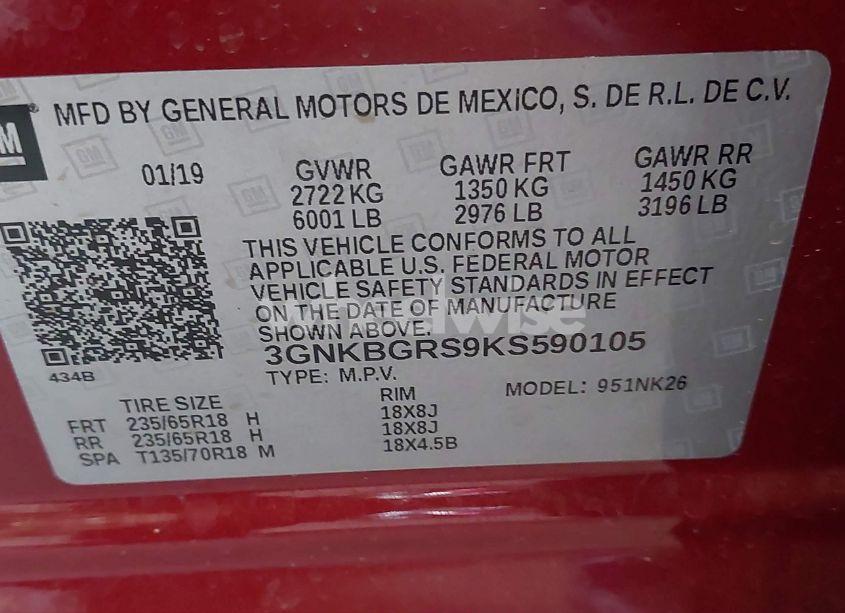 GM
MFD BY GENERAL MOTORS DE MEXICO, S. DE R.L. DE C.V.
01/19
GVWR GAWR FRT GAWR RR
2722 KG 1350 KG 1450 KG
6001 LB 2976 LB 3196 LB
THIS VEHICLE CONFORMS TO ALL
APPLICABLE U.S. FEDERAL MOTOR
VEHICLE SAFETY STANDARDS IN EFFECT
ON THE DATE OF MANUFACTURE
SHOWN ABOVE.
3GNKBGRS9KS590105
434B
TYPE: M.P.V. MODEL: 951NK26
TIRE SIZE RIM
FRT 235/65R18 H 18X8J
RR 235/65R18 H 18X8J
SPA T135/70R18 M 18X4.5B